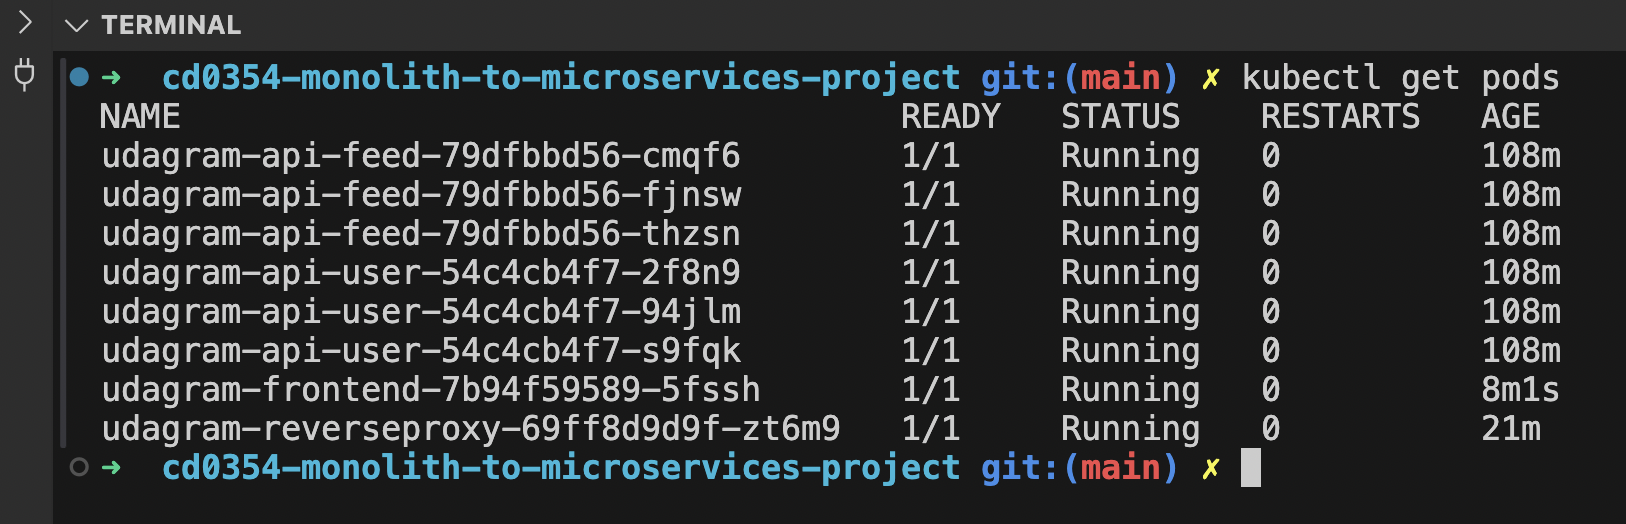 TERMINAL
➜ cd0354-monolith-to-microservices-project git:(main) ✗ kubectl get pods
NAME READY STATUS RESTARTS AGE
udagram-api-feed-79dfbbd56-cmqf6 1/1 Running 0 108m
udagram-api-feed-79dfbbd56-fjnsw 1/1 Running 0 108m
udagram-api-feed-79dfbbd56-thzsn 1/1 Running 0 108m
udagram-api-user-54c4cb4f7-2f8n9 1/1 Running 0 108m
udagram-api-user-54c4cb4f7-94jlm 1/1 Running 0 108m
udagram-api-user-54c4cb4f7-s9fqk 1/1 Running 0 108m
udagram-frontend-7b94f59589-5fssh 1/1 Running 0 8m1s
udagram-reverseproxy-69ff8d9d9f-zt6m9 1/1 Running 0 21m
➜ cd0354-monolith-to-microservices-project git:(main) ✗